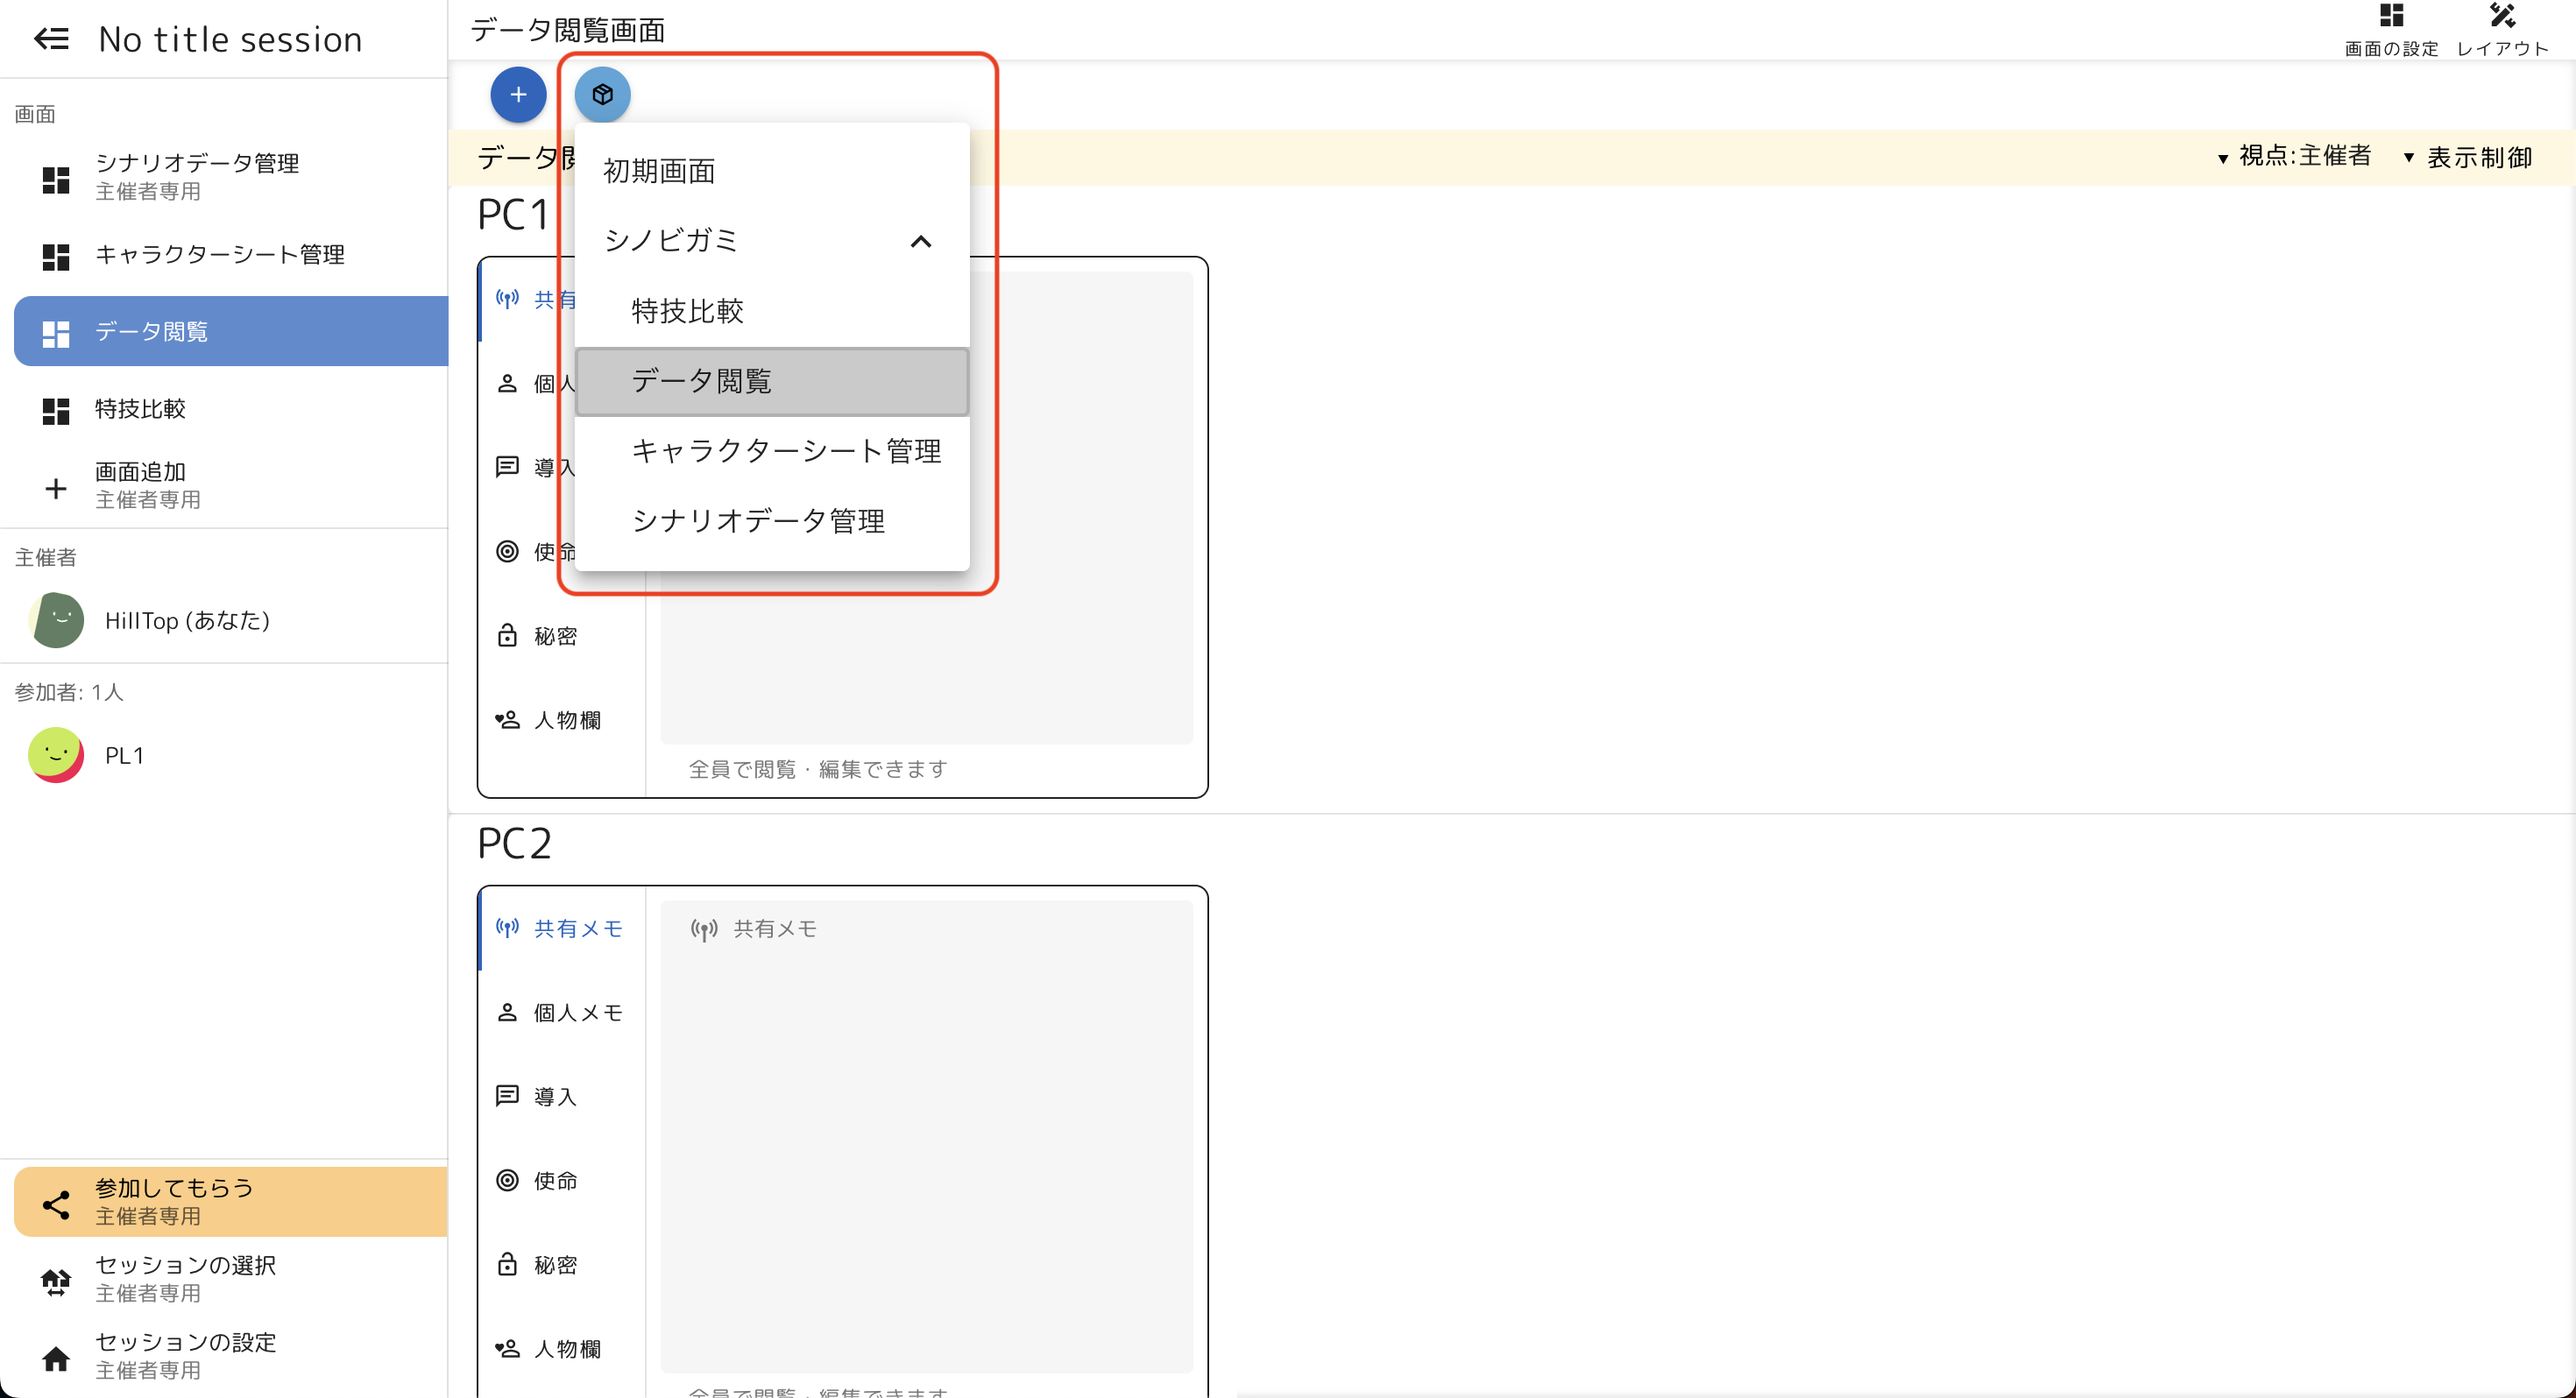 No title session
画面
シナリオデータ管理
主催者専用
キャラクターシート管理
データ閲覧
特技比較
画面追加
主催者専用
主催者
HillTop (あなた)
参加者: 1人
PL1
参加してもらう
主催者専用
セッションの選択
主催者専用
セッションの設定
主催者専用
データ閲覧画面
画面の設定 レイアウト
データ閲
▼ 視点:主催者 ▼ 表示制御
初期画面
シノビガミ
特技比較
データ閲覧
キャラクターシート管理
シナリオデータ管理
PC1
共有
個人
導入
使命
秘密
人物欄
全員で閲覧・編集できます
PC2
共有メモ
個人メモ
導入
使命
秘密
人物欄
共有メモ
全員で閲覧・編集できます